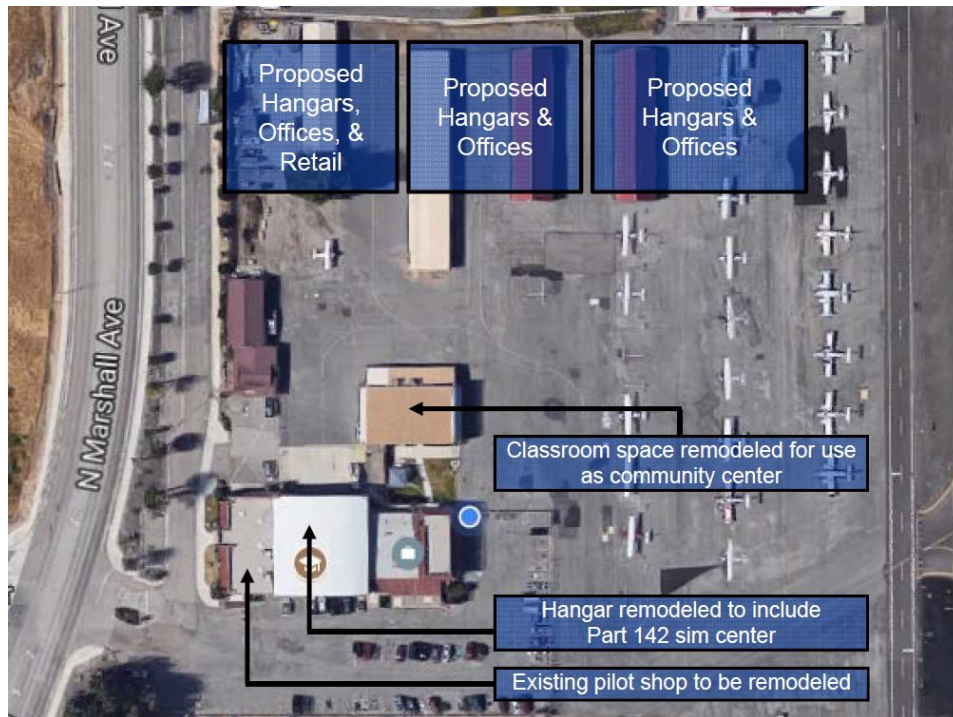 Ave
Proposed
Hangars,
Offices, &
Retail
Proposed
Hangars &
Offices
Proposed
Hangars &
Offices
N Marshall Ave
Classroom space remodeled for use
as community center
Hangar remodeled to include
Part 142 sim center
Existing pilot shop to be remodeled